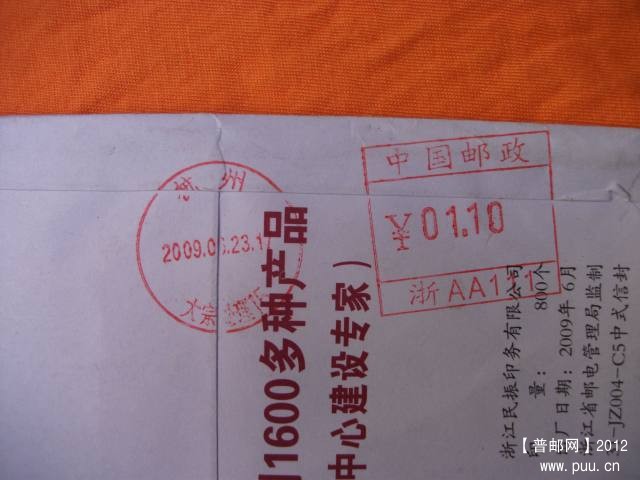 中国邮政
¥01.10
浙AA11
州
2009.0 .23.1
1600多种产品
中心建设专家）
浙江民振印务有限公司
量：800个
厂日期：2009年6月
江省邮电管理局监制
-JZ004-C5中式信封
【普邮网】2012
www.puu.cn